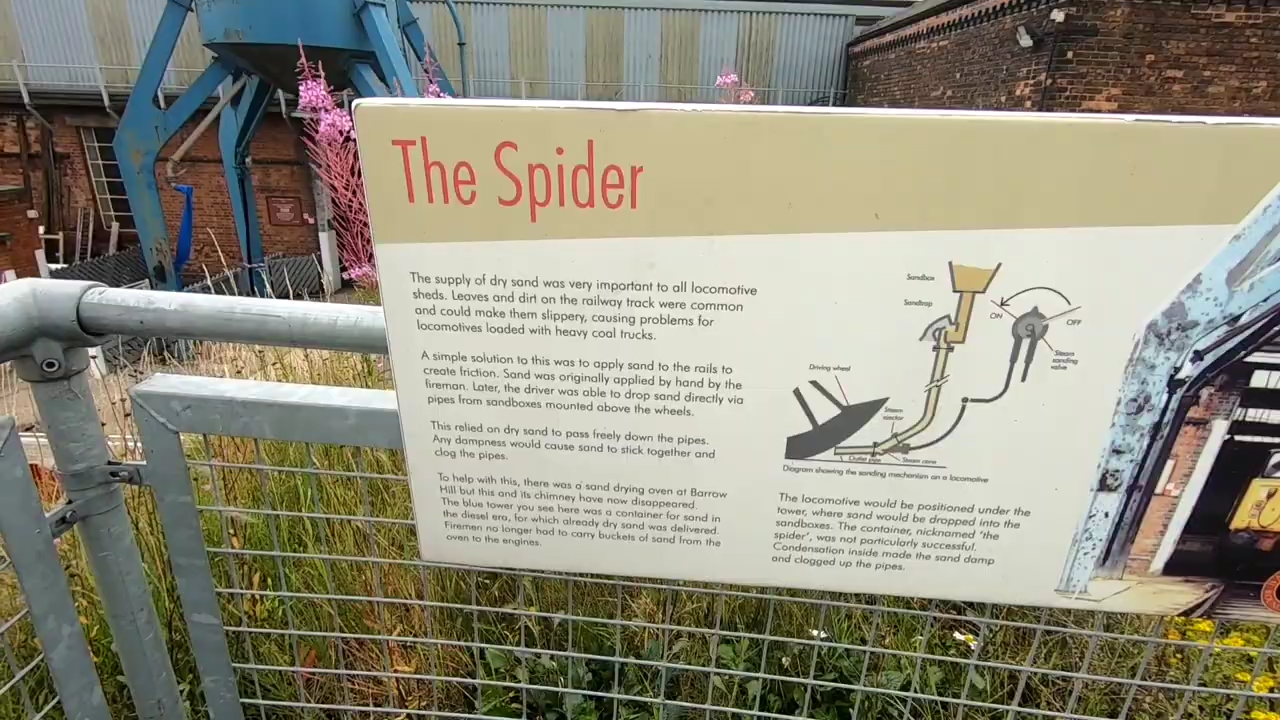 The Spider
The supply of dry sand was very important to all locomotive
sheds. Leaves and dirt on the railway track were common
and could make them slippery, causing problems for
locomotives loaded with heavy coal trucks.
A simple solution to this was to apply sand to the rails to
create friction. Sand was originally applied by hand by the
fireman. Later, the driver was able to drop sand directly via
pipes from sandboxes mounted above the wheels.
This relied on dry sand to pass freely down the pipes.
Any dampness would cause sand to stick together and
clog the pipes.
To help with this, there was a sand drying oven at Barrow
Hill but this and its chimney have now disappeared.
The blue tower you see here was a container for sand in
the diesel era, for which already dry sand was delivered.
Firemen no longer had to carry buckets of sand from the
oven to the engines.
Sandbox
Sandtrap
ON
OFF
Steam
sanding
valve
Driving wheel
Steam
injector
Outlet pipe
Steam cone
Diagram showing the sanding mechanism on a locomotive
The locomotive would be positioned under the
tower, where sand would be dropped into the
sandboxes. The container, nicknamed 'the
spider', was not particularly successful.
Condensation inside made the sand damp
and clogged up the pipes.